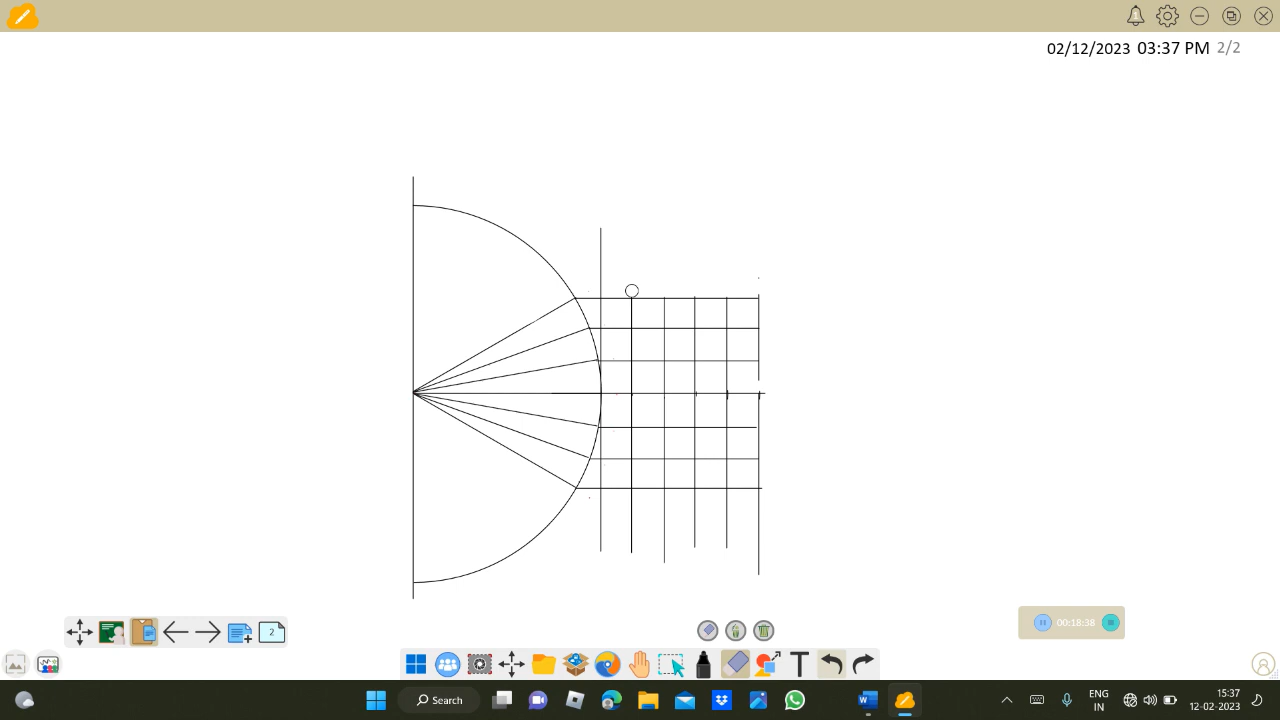 02/12/2023 03:37 PM 2/2
00:18:38
2
Search
ENG
IN
15:37
12-02-2023